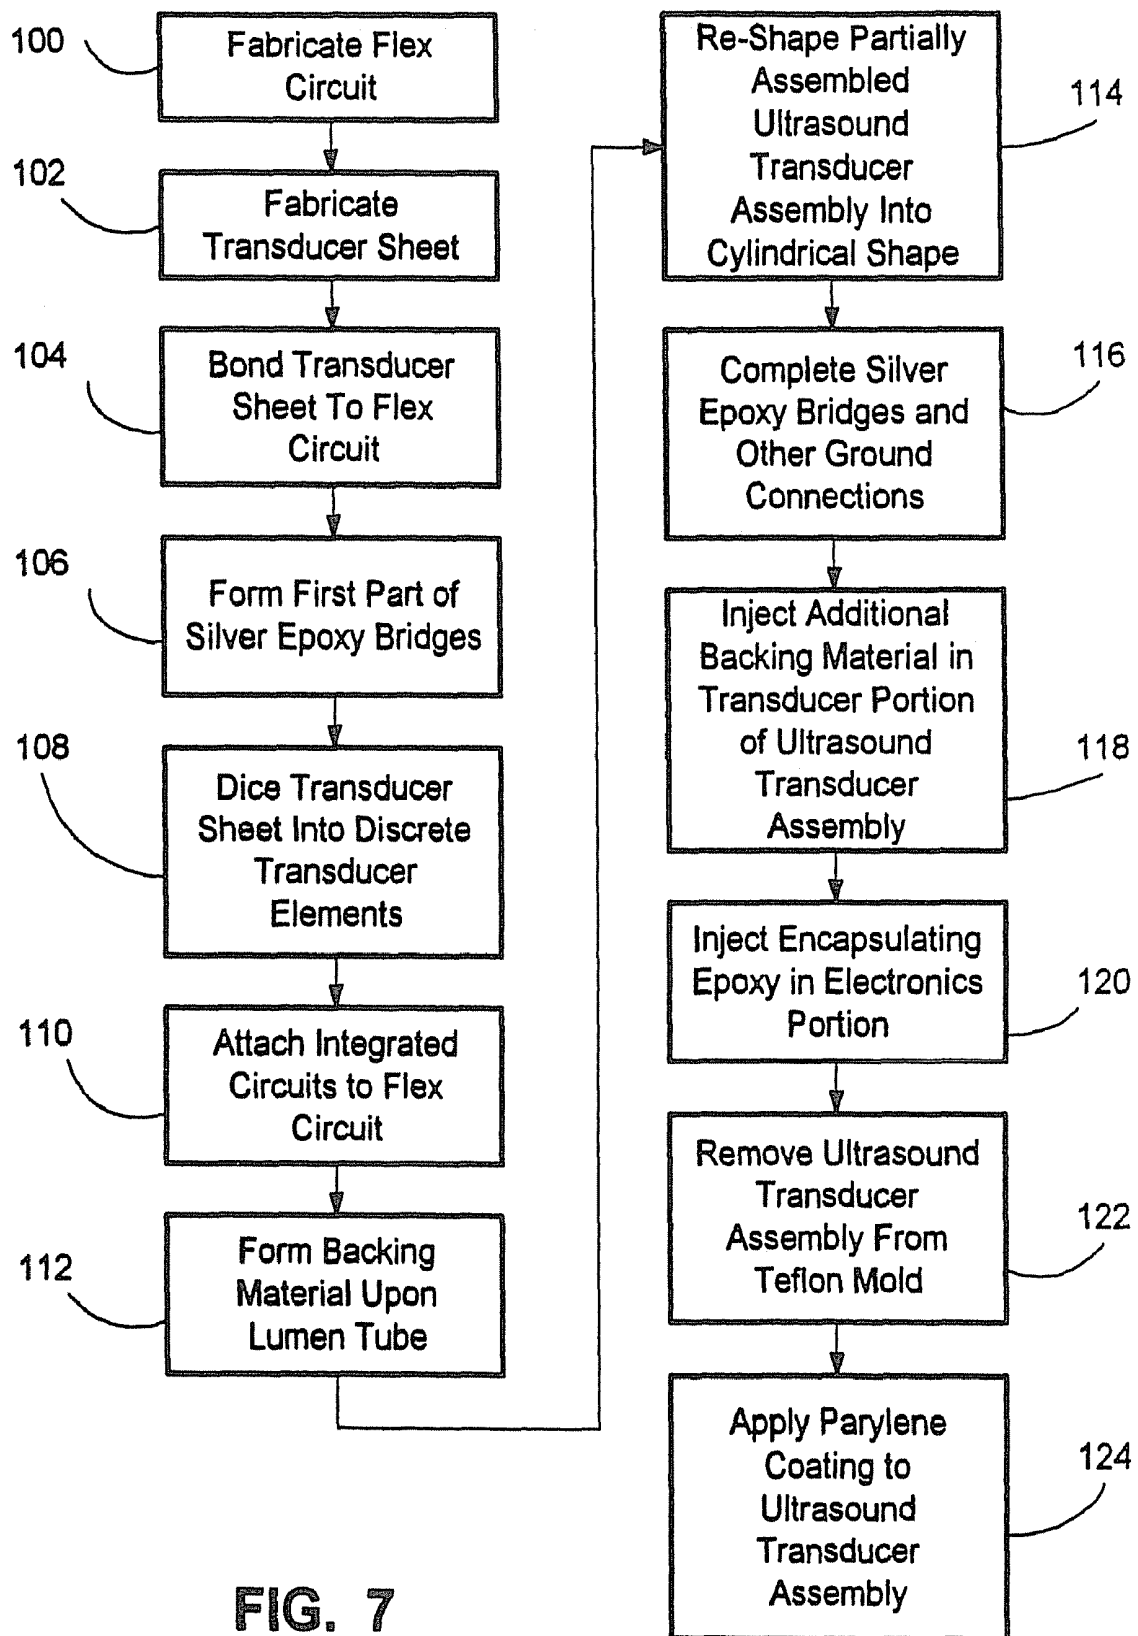 100
Fabricate Flex
Circuit
102
Fabricate
Transducer Sheet
104
Bond Transducer
Sheet To Flex
Circuit
106
Form First Part of
Silver Epoxy Bridges
108
Dice Transducer
Sheet Into Discrete
Transducer
Elements
110
Attach Integrated
Circuits to Flex
Circuit
112
Form Backing
Material Upon
Lumen Tube
Re-Shape Partially
Assembled
Ultrasound
Transducer
Assembly Into
Cylindrical Shape
114
Complete Silver
Epoxy Bridges and
Other Ground
Connections
116
Inject Additional
Backing Material in
Transducer Portion
of Ultrasound
Transducer
Assembly
118
Inject Encapsulating
Epoxy in Electronics
Portion
120
Remove Ultrasound
Transducer
Assembly From
Teflon Mold
122
Apply Parylene
Coating to
Ultrasound
Transducer
Assembly
124
FIG. 7